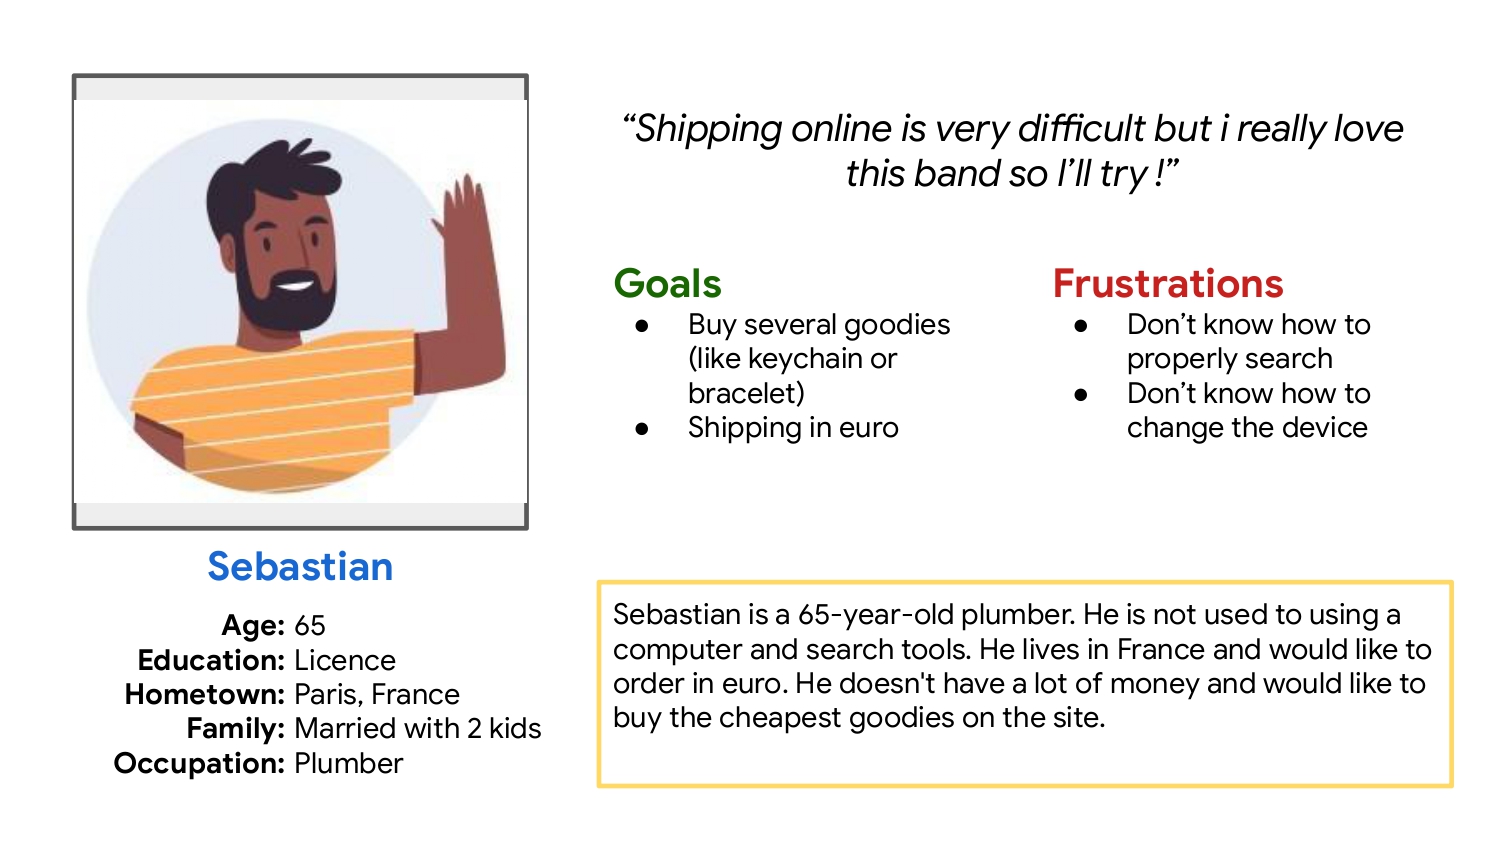 “Shipping online is very difficult but i really love
this band so I’ll try !”
Goals
● Buy several goodies
(like keychain or
bracelet)
● Shipping in euro
Frustrations
● Don’t know how to
properly search
● Don’t know how to
change the device
Sebastian
Age: 65
Education: Licence
Hometown: Paris, France
Family: Married with 2 kids
Occupation: Plumber
Sebastian is a 65-year-old plumber. He is not used to using a
computer and search tools. He lives in France and would like to
order in euro. He doesn't have a lot of money and would like to
buy the cheapest goodies on the site.